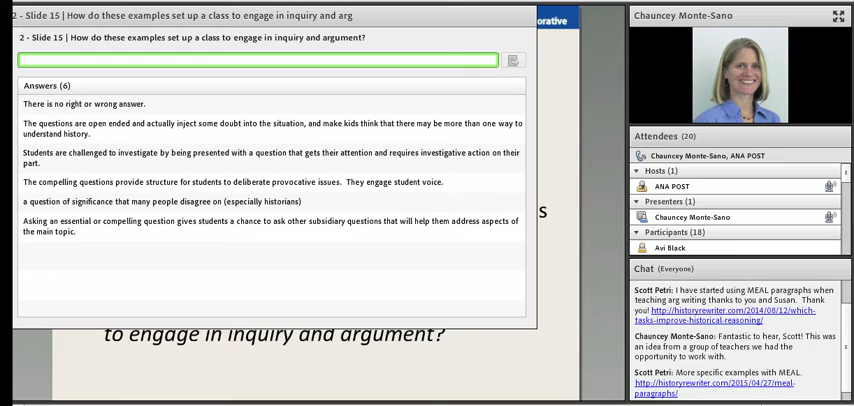 2 - Slide 15 | How do these examples set up a class to engage in inquiry and arg
orative
2 - Slide 15 | How do these examples set up a class to engage in inquiry and argument?
Answers (6)
There is no right or wrong answer.
The questions are open ended and actually inject some doubt into the situation, and make kids think that there may be more than one way to
understand history.
Students are challenged to investigate by being presented with a question that gets their attention and requires investigative action on their
part.
The compelling questions provide structure for students to deliberate provocative issues.  They engage student voice.
a question of significance that many people disagree on (especially historians)
Asking an essential or compelling question gives students a chance to ask other subsidiary questions that will help them address aspects of
the main topic.
s
to engage in inquiry and argument?
Chauncey Monte-Sano
Attendees (20)
Chauncey Monte-Sano, ANA POST
Hosts (1)
ANA POST
Presenters (1)
Chauncey Monte-Sano
Participants (18)
Avi Black
Chat (Everyone)
Scott Petri: I have started using MEAL paragraphs when
teaching arg writing thanks to you and Susan.  Thank
you! http://historyrewriter.com/2014/08/12/which-
tasks-improve-historical-reasoning/
Chauncey Monte-Sano: Fantastic to hear, Scott! This was
an idea from a group of teachers we had the
opportunity to work with.
Scott Petri: More specific examples with MEAL.
http://historyrewriter.com/2015/04/27/meal-
paragraphs/